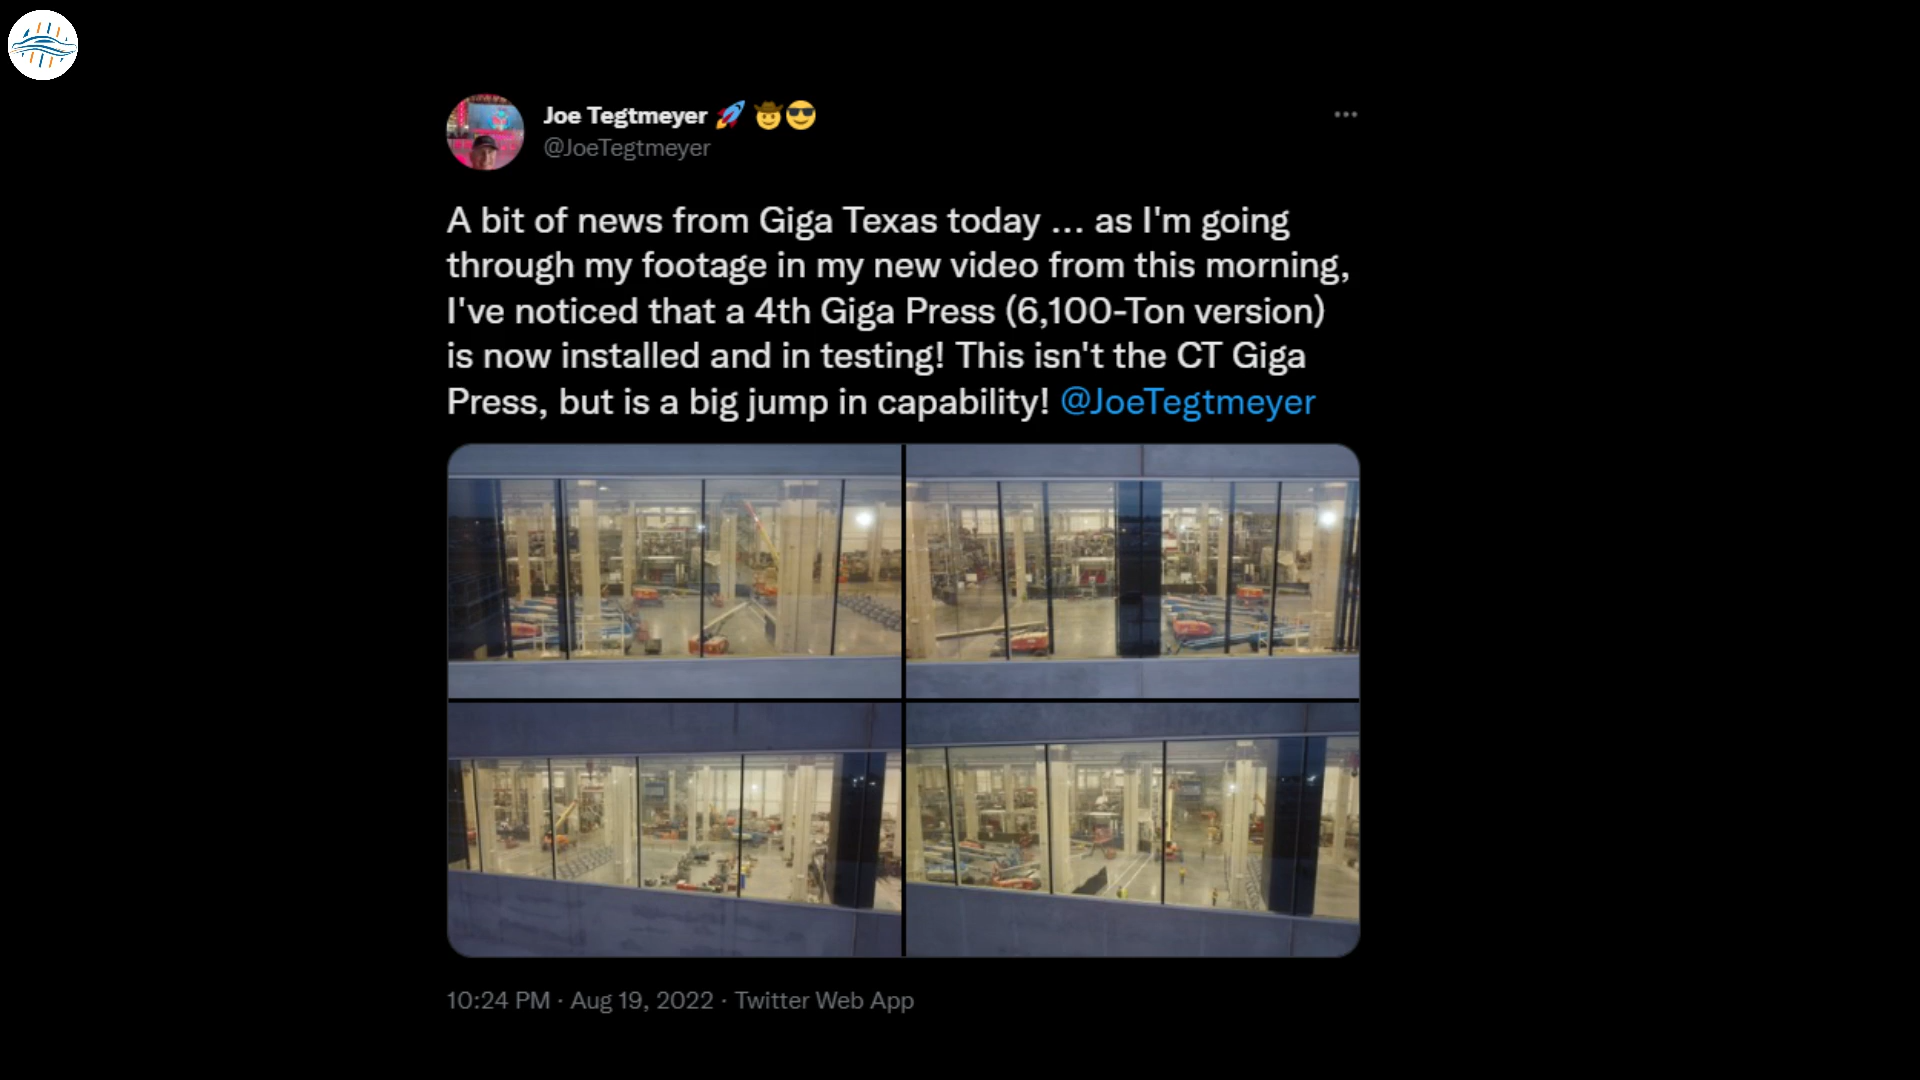 Joe Tegtmeyer 🚀 🤠😎
@JoeTegtmeyer
A bit of news from Giga Texas today ... as I'm going
through my footage in my new video from this morning,
I've noticed that a 4th Giga Press (6,100-Ton version)
is now installed and in testing! This isn't the CT Giga
Press, but is a big jump in capability! @JoeTegtmeyer
10:24 PM · Aug 19, 2022 · Twitter Web App